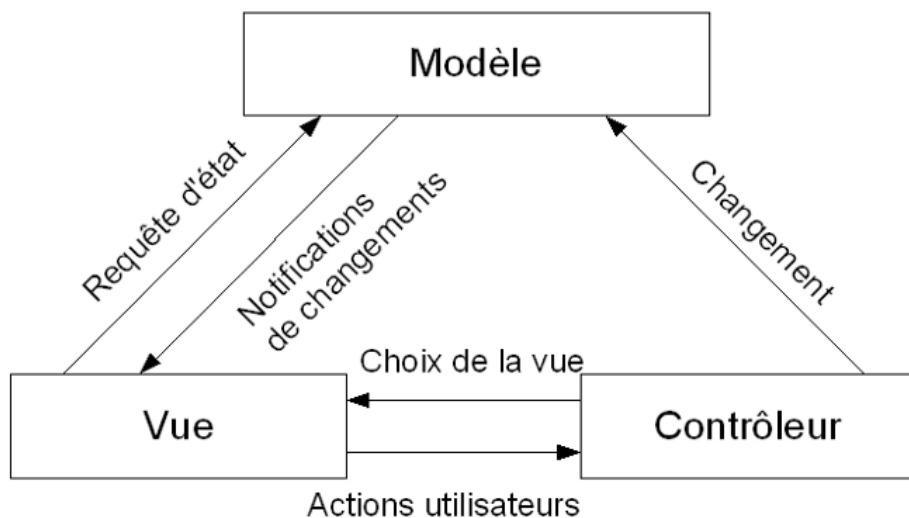 Modèle
Requête d'état
Notifications
de changements
Changement
Choix de la vue
Vue
Contrôleur
Actions utilisateurs